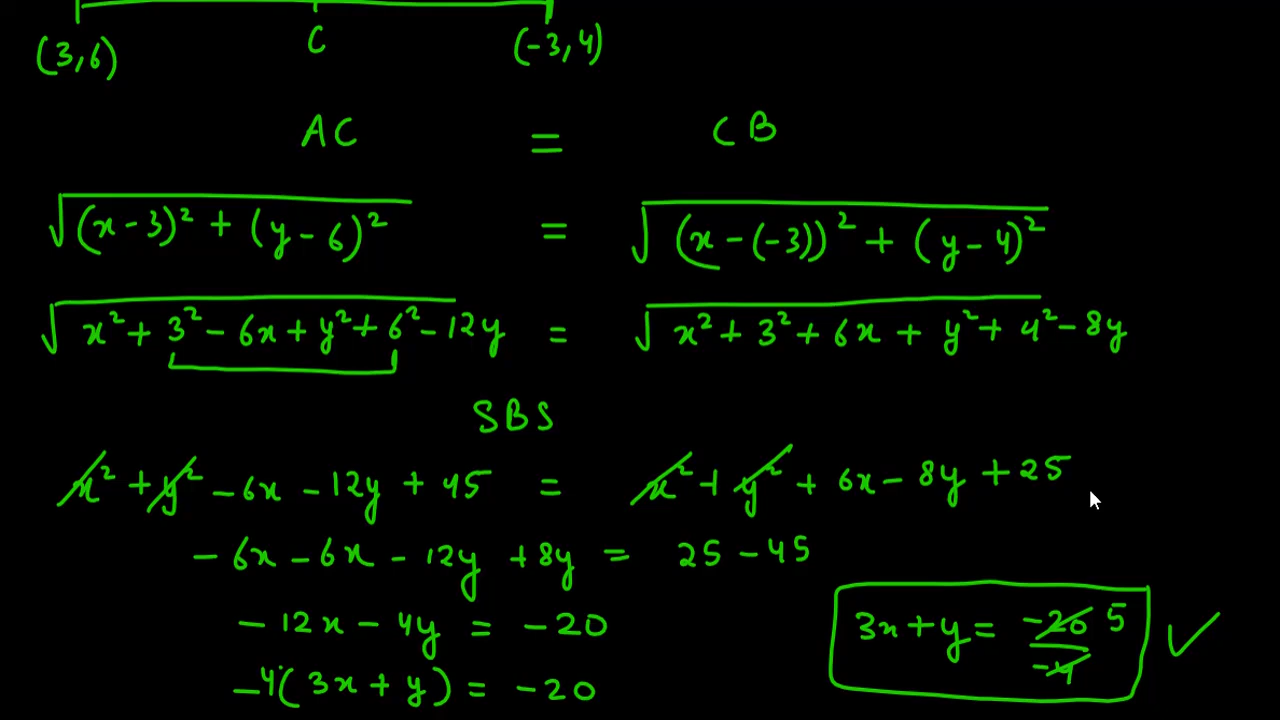 (3,6) C (-3,4)
AC = CB
√(x-3)² + (y-6)² = √(x-(-3))² + (y-4)²
√x² + 3² - 6x + y² + 6² - 12y = √x² + 3² + 6x + y² + 4² - 8y
SBS
x² + y² - 6x - 12y + 45 = x² + y² + 6x - 8y + 25
- 6x - 6x - 12y + 8y = 25 - 45
- 12x - 4y = -20
-4(3x + y) = -20
3x + y = -20/-4 5 ✓